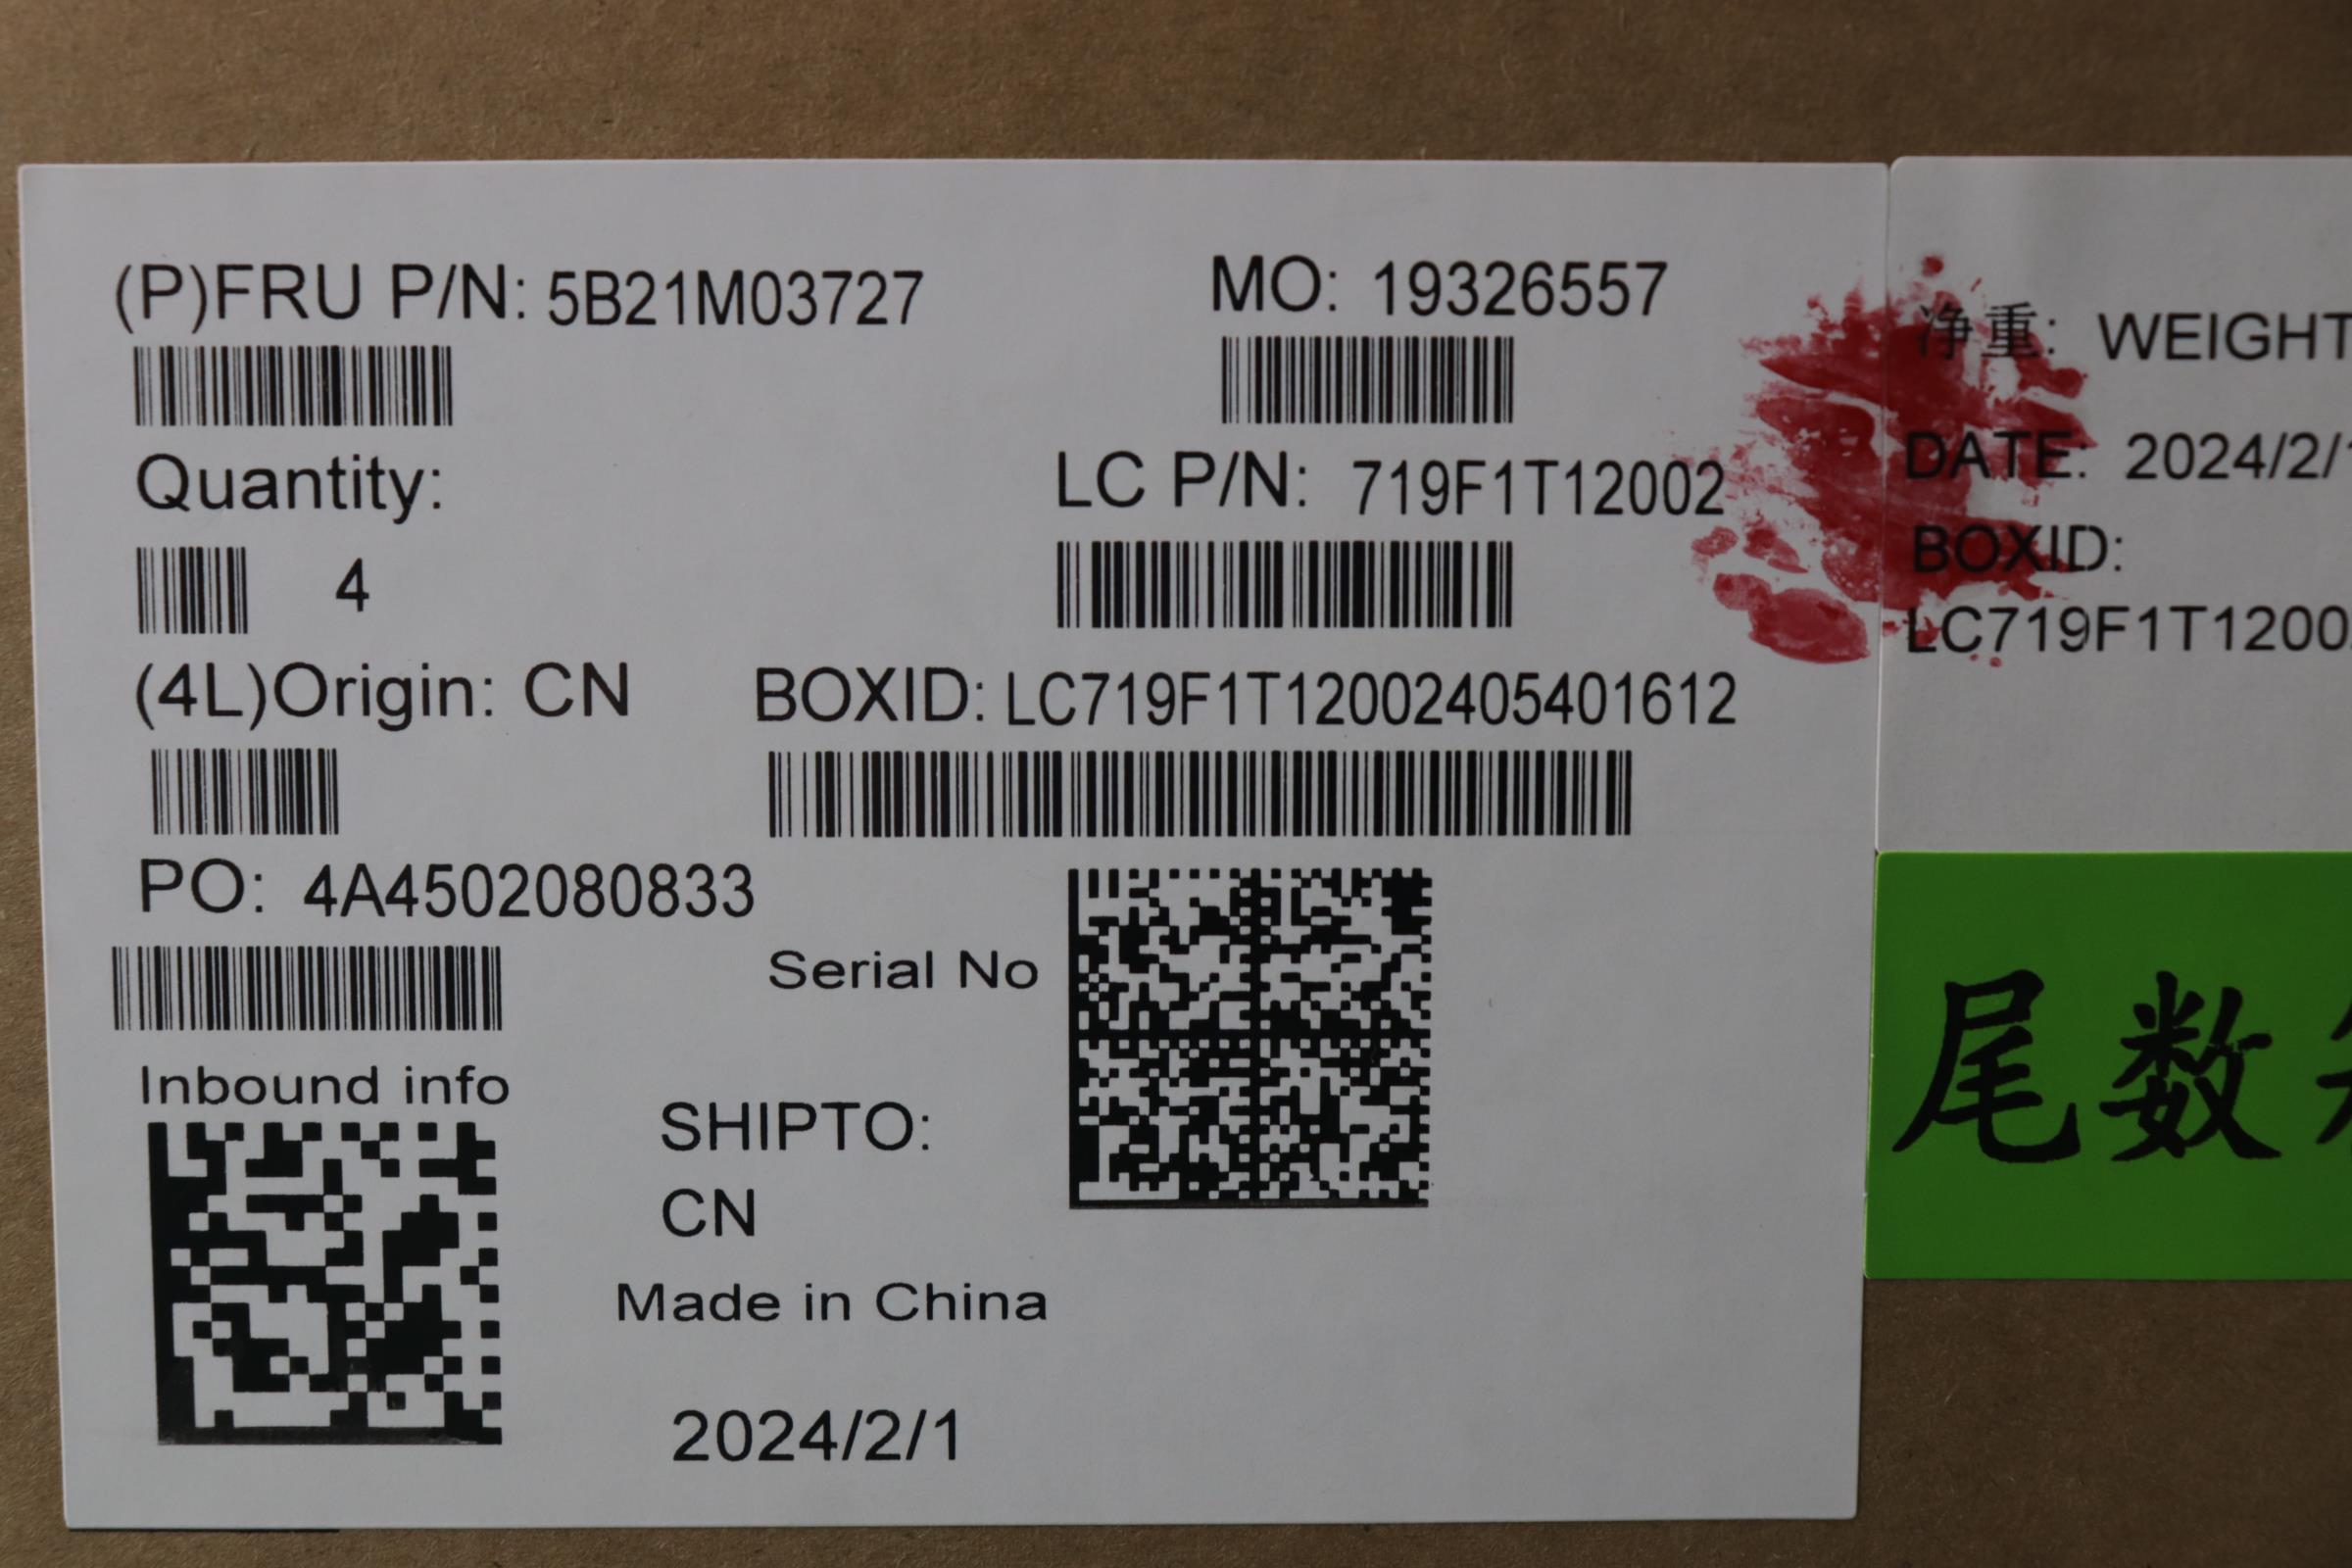 (P)FRU P/N: 5B21M03727
MO: 19326557
Quantity:
4
LC P/N: 719F1T12002
(4L)Origin: CN
BOXID: LC719F1T12002405401612
PO: 4A4502080833
Serial No
Inbound info
SHIPTO:
CN
Made in China
2024/2/1
净重: WEIGHT
DATE: 2024/2/
BOXID:
LC719F1T1200
尾数